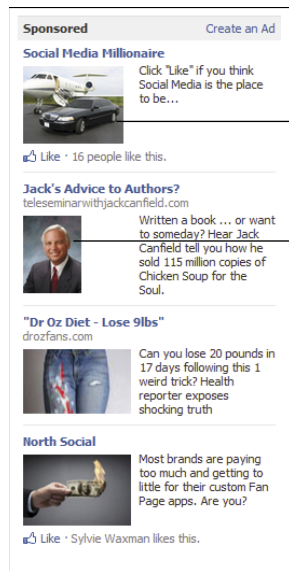 Sponsored Create an Ad
Social Media Millionaire
Click "Like" if you think
Social Media is the place
to be...
Like · 16 people like this.
Jack's Advice to Authors?
teleseminarwithjackcanfield.com
Written a book ... or want
to someday? Hear Jack
Canfield tell you how he
sold 115 million copies of
Chicken Soup for the
Soul.
"Dr Oz Diet - Lose 9lbs"
drozfans.com
Can you lose 20 pounds in
17 days following this 1
weird trick? Health
reporter exposes
shocking truth
North Social
Most brands are paying
too much and getting to
little for their custom Fan
Page apps. Are you?
Like · Sylvie Waxman likes this.